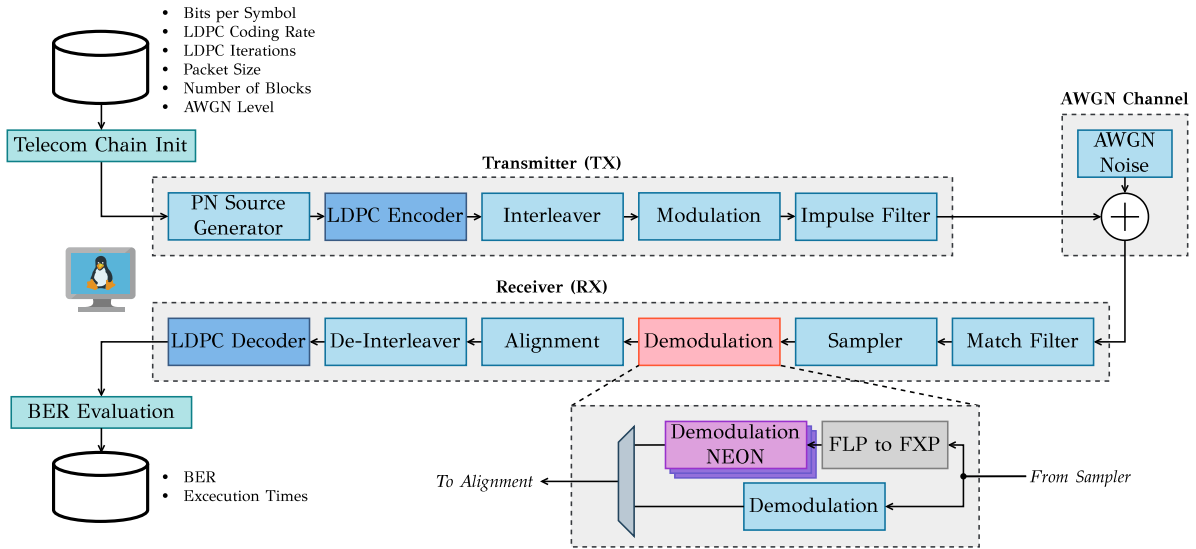 • Bits per Symbol
• LDPC Coding Rate
• LDPC Iterations
• Packet Size
• Number of Blocks
• AWGN Level
Telecom Chain Init
AWGN Channel
AWGN
Noise
Transmitter (TX)
PN Source
Generator
LDPC Encoder
Interleaver
Modulation
Impulse Filter
Receiver (RX)
LDPC Decoder
De-Interleaver
Alignment
Demodulation
Sampler
Match Filter
BER Evaluation
Demodulation
NEON
FLP to FXP
To Alignment
From Sampler
Demodulation
• BER
• Excecution Times